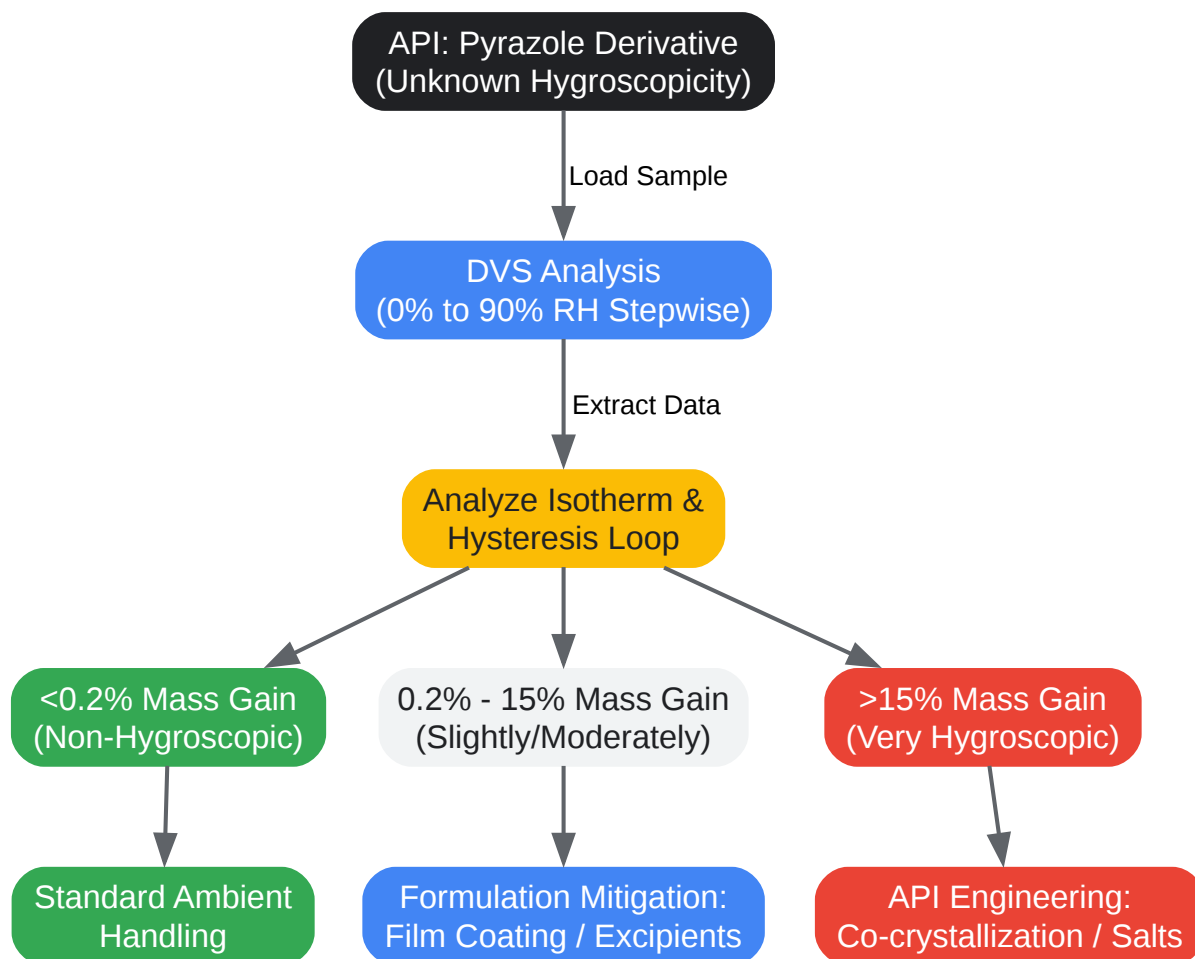 API: Pyrazole Derivative
(Unknown Hygroscopicity)
Load Sample
DVS Analysis
(0% to 90% RH Stepwise)
Extract Data
Analyze Isotherm &
Hysteresis Loop
<0.2% Mass Gain
(Non-Hygroscopic)
0.2% - 15% Mass Gain
(Slightly/Moderately)
>15% Mass Gain
(Very Hygroscopic)
Standard Ambient
Handling
Formulation Mitigation:
Film Coating / Excipients
API Engineering:
Co-crystallization / Salts